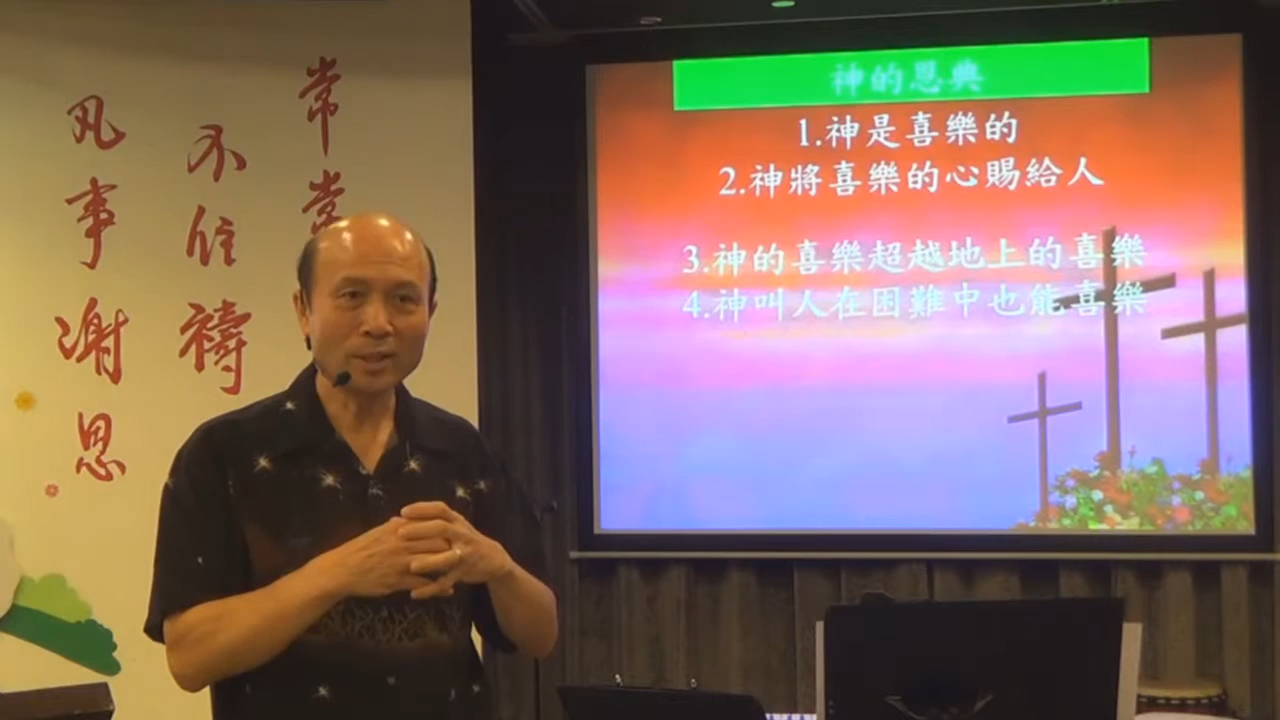 常常
不住禱
凡事謝恩
神的恩典
1.神是喜樂的
2.神將喜樂的心賜給人
3.神的喜樂超越地上的喜樂
4.神叫人在困難中也能喜樂